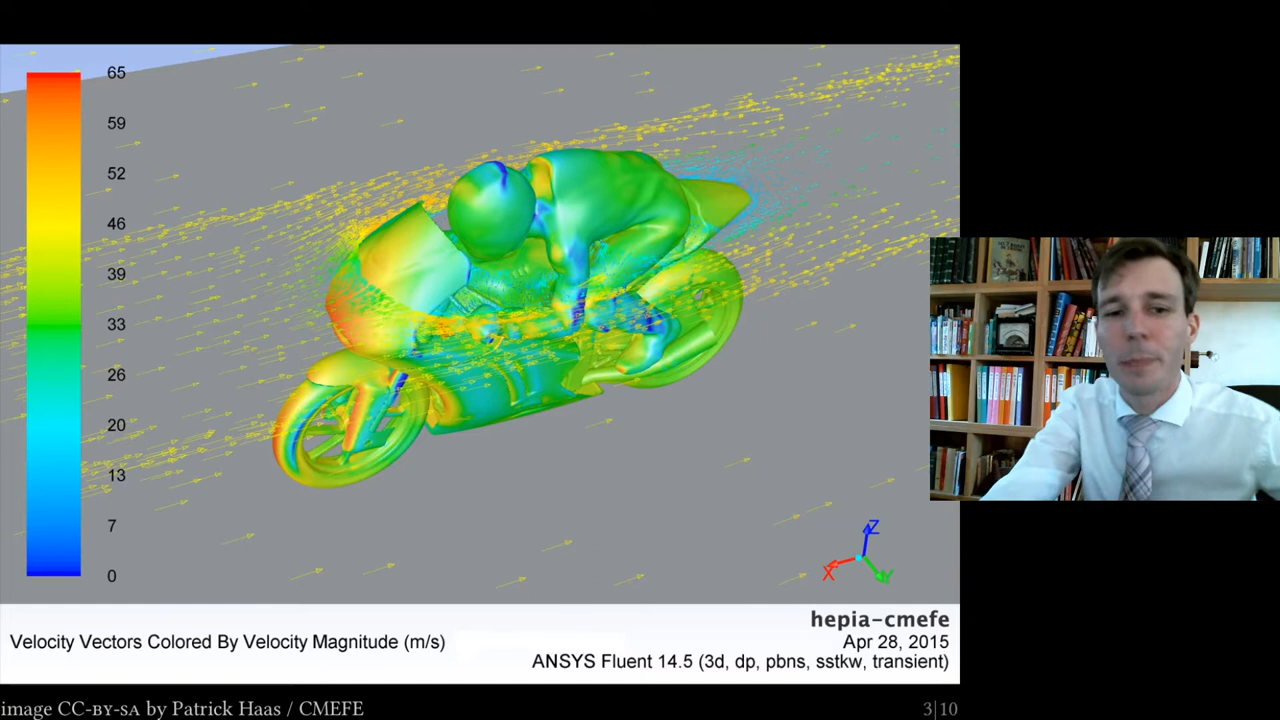 65
59
52
46
39
33
26
20
13
7
0
Z
X
Y
hepia-cmefe
Velocity Vectors Colored By Velocity Magnitude (m/s)
Apr 28, 2015
ANSYS Fluent 14.5 (3d, dp, pbns, sstkw, transient)
image CC-BY-SA by Patrick Haas / CMEFE
3|10